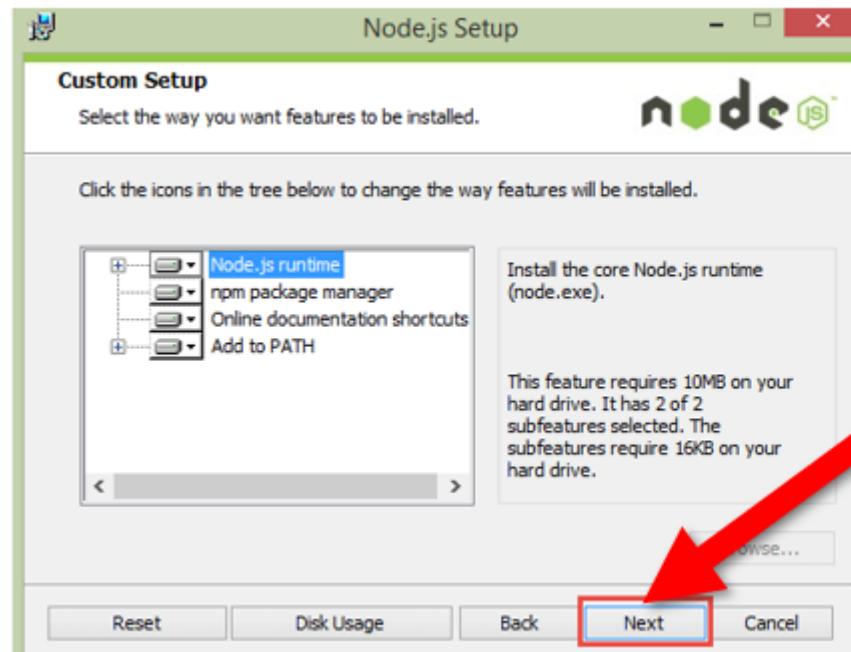 Node.js Setup
Custom Setup
Select the way you want features to be installed.
node JS
Click the icons in the tree below to change the way features will be installed.
Node.js runtime
npm package manager
Online documentation shortcuts
Add to PATH
Install the core Node.js runtime
(node.exe).
This feature requires 10MB on your
hard drive. It has 2 of 2
subfeatures selected. The
subfeatures require 16KB on your
hard drive.
Reset
Disk Usage
Back
Next
Cancel